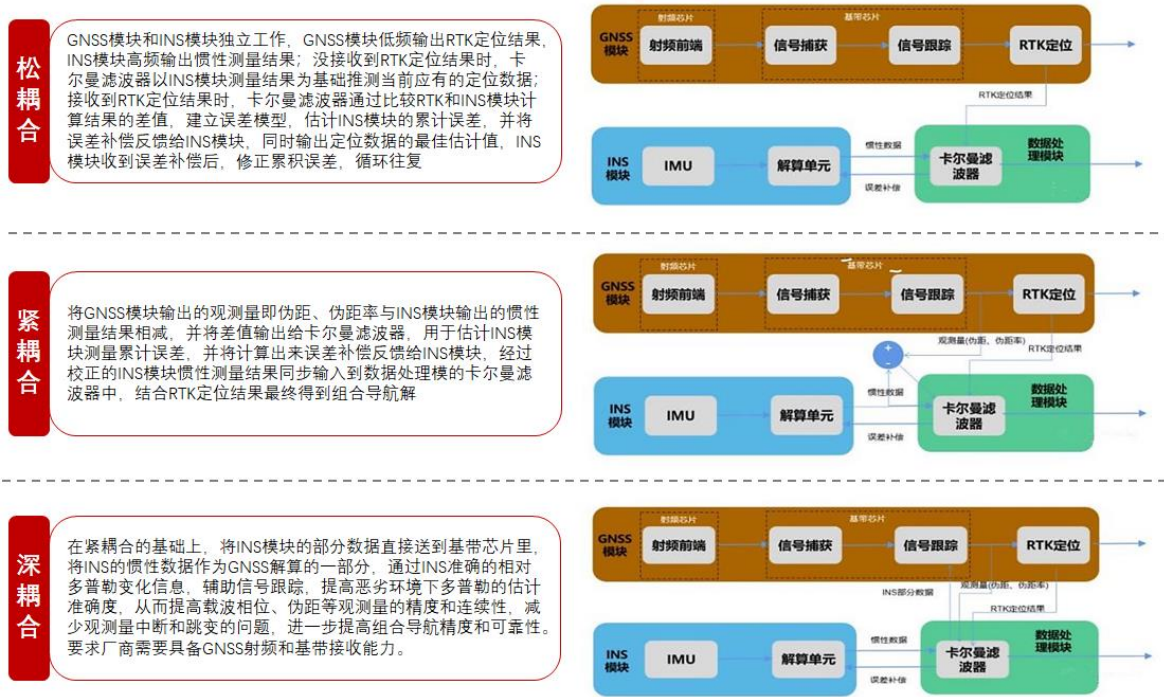 松耦合
GNSS模块和INS模块独立工作，GNSS模块低频输出RTK定位结果，
INS模块高频输出惯性测量结果；没接收到RTK定位结果时，卡
尔曼滤波器以INS模块测量结果为基础推测当前应有的定位数据；
接收到RTK定位结果时，卡尔曼滤波器通过比较RTK和INS模块计
算结果的差值，建立误差模型，估计INS模块的累计误差，并将
误差补偿反馈给INS模块，同时输出定位数据的最佳估计值，INS
模块收到误差补偿后，修正累积误差，循环往复
射频芯片
基带芯片
GNSS
模块
射频前端
信号捕获
信号跟踪
RTK定位
RTK定位结果
INS
模块
IMU
解算单元
惯性数据
误差补偿
卡尔曼滤
波器
数据处
理模块
紧耦合
将GNSS模块输出的观测量即伪距、伪距率与INS模块输出的惯性
测量结果相减，并将差值输出给卡尔曼滤波器，用于估计INS模
块测量累计误差，并将计算出来误差补偿反馈给INS模块，经过
校正的INS模块惯性测量结果同步输入到数据处理模的卡尔曼滤
波器中，结合RTK定位结果最终得到组合导航解
射频芯片
基带芯片
GNSS
模块
射频前端
信号捕获
信号跟踪
RTK定位
观测量(伪距，伪距率)
RTK定位结果
+
-
INS
模块
IMU
解算单元
惯性数据
误差补偿
卡尔曼滤
波器
数据处
理模块
深耦合
在紧耦合的基础上，将INS模块的部分数据直接送到基带芯片里，
将INS的惯性数据作为GNSS解算的一部分，通过INS准确的相对
多普勒变化信息，辅助信号跟踪，提高恶劣环境下多普勒的估计
准确度，从而提高载波相位、伪距等观测量的精度和连续性，减
少观测量中断和跳变的问题，进一步提高组合导航精度和可靠性。
要求厂商需要具备GNSS射频和基带接收能力。
射频芯片
基带芯片
GNSS
模块
射频前端
信号捕获
信号跟踪
RTK定位
观测量(伪距，伪距率)
INS部分数据
RTK定位结果
INS
模块
IMU
解算单元
惯性数据
误差补偿
卡尔曼滤
波器
数据处
理模块